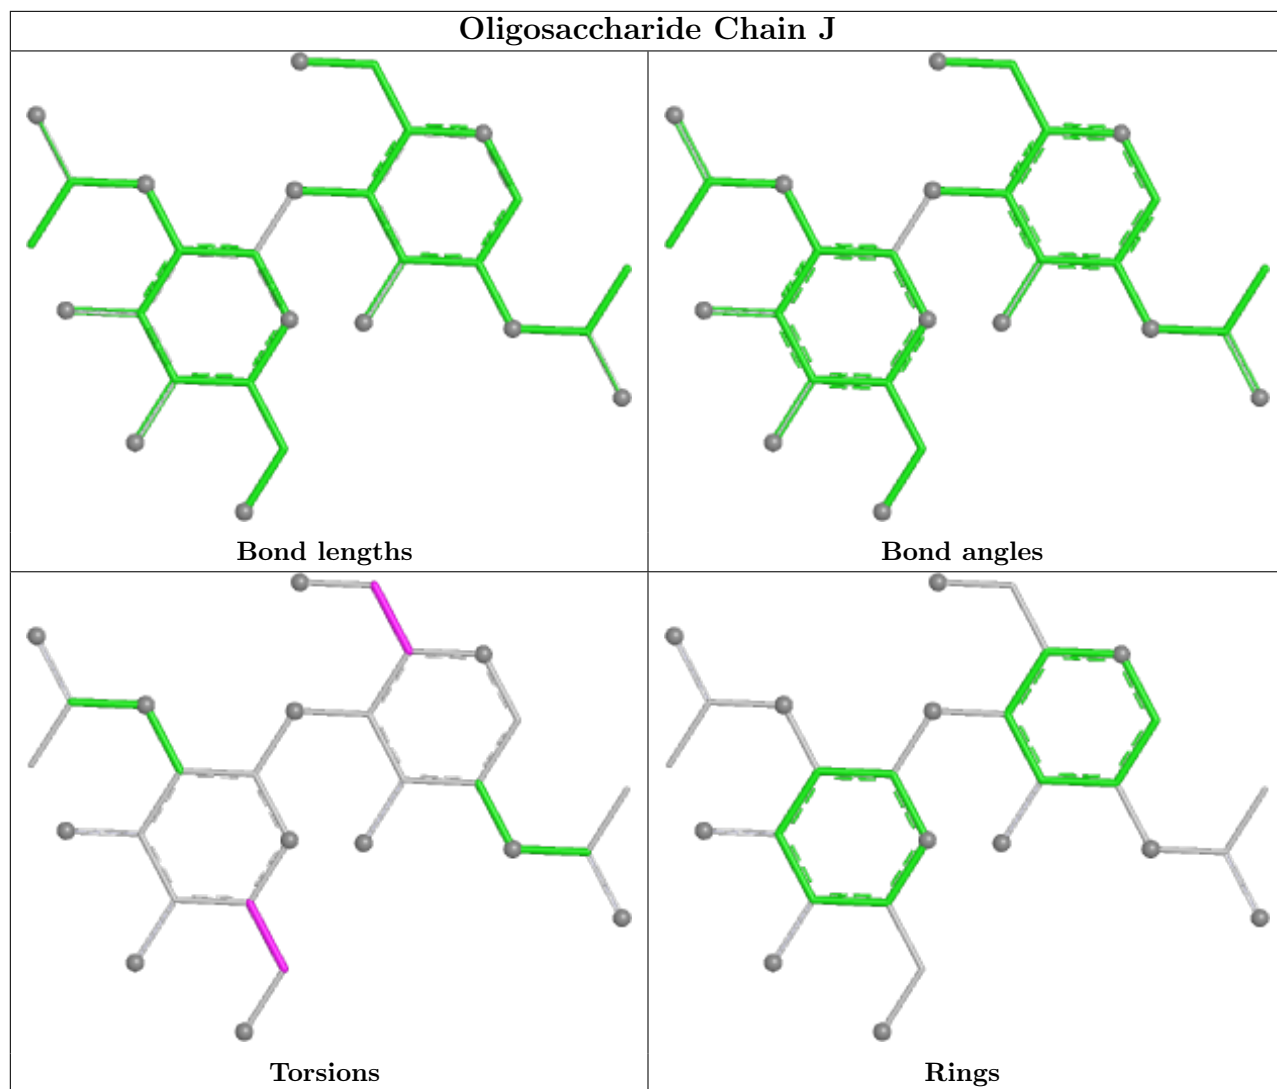 Oligosaccharide Chain J
Bond lengths
Bond angles
Torsions
Rings